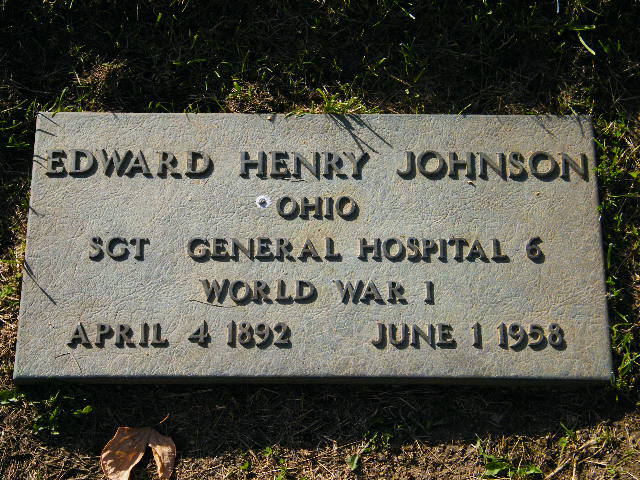 EDWARD HENRY JOHNSON
OHIO
SGT GENERAL HOSPITAL 6
WORLD WAR I
APRIL 4 1892 JUNE 1 1958